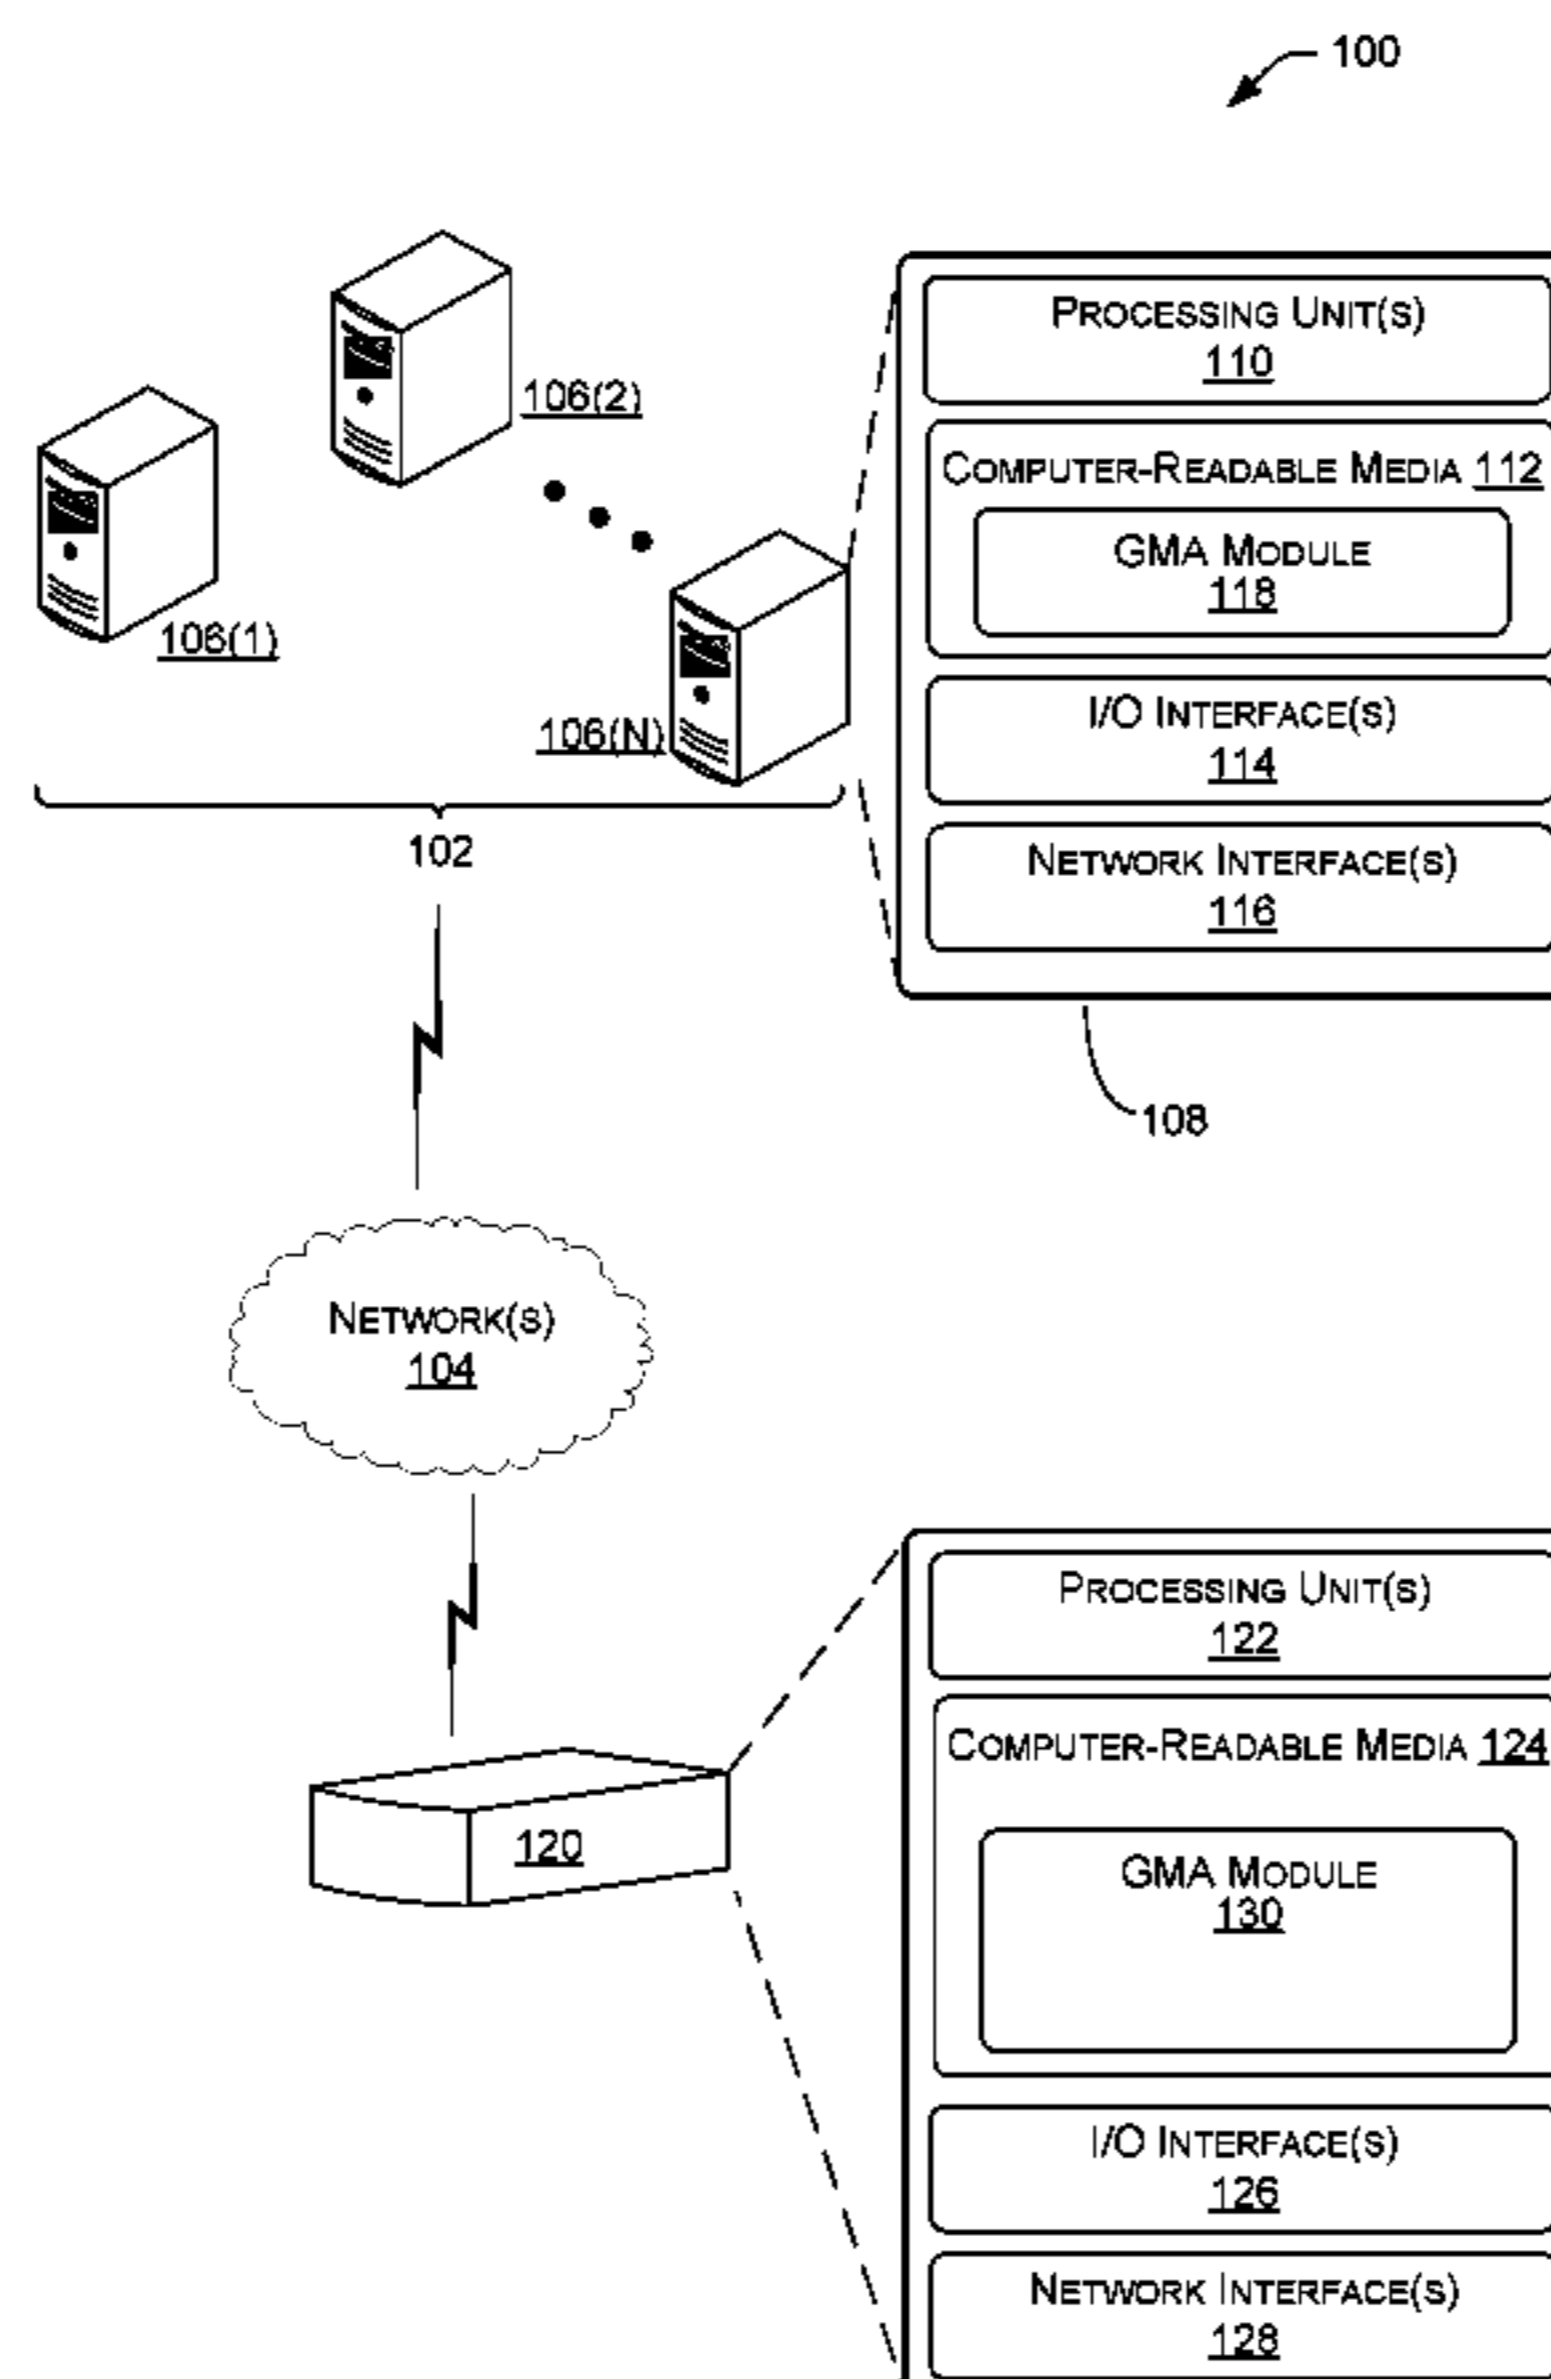 100
PROCESSING UNIT(S)
110
106(2)
COMPUTER-READABLE MEDIA 112
GMA MODULE
118
106(1)
I/O INTERFACE(S)
106(N)
114
102
NETWORK INTERFACE(S)
116
108
NETWORK(S)
104
PROCESSING UNIT(S)
122
COMPUTER-READABLE MEDIA 124
120
GMA MODULE
130
I/O INTERFACE(S)
126
NETWORK INTERFACE(S)
128